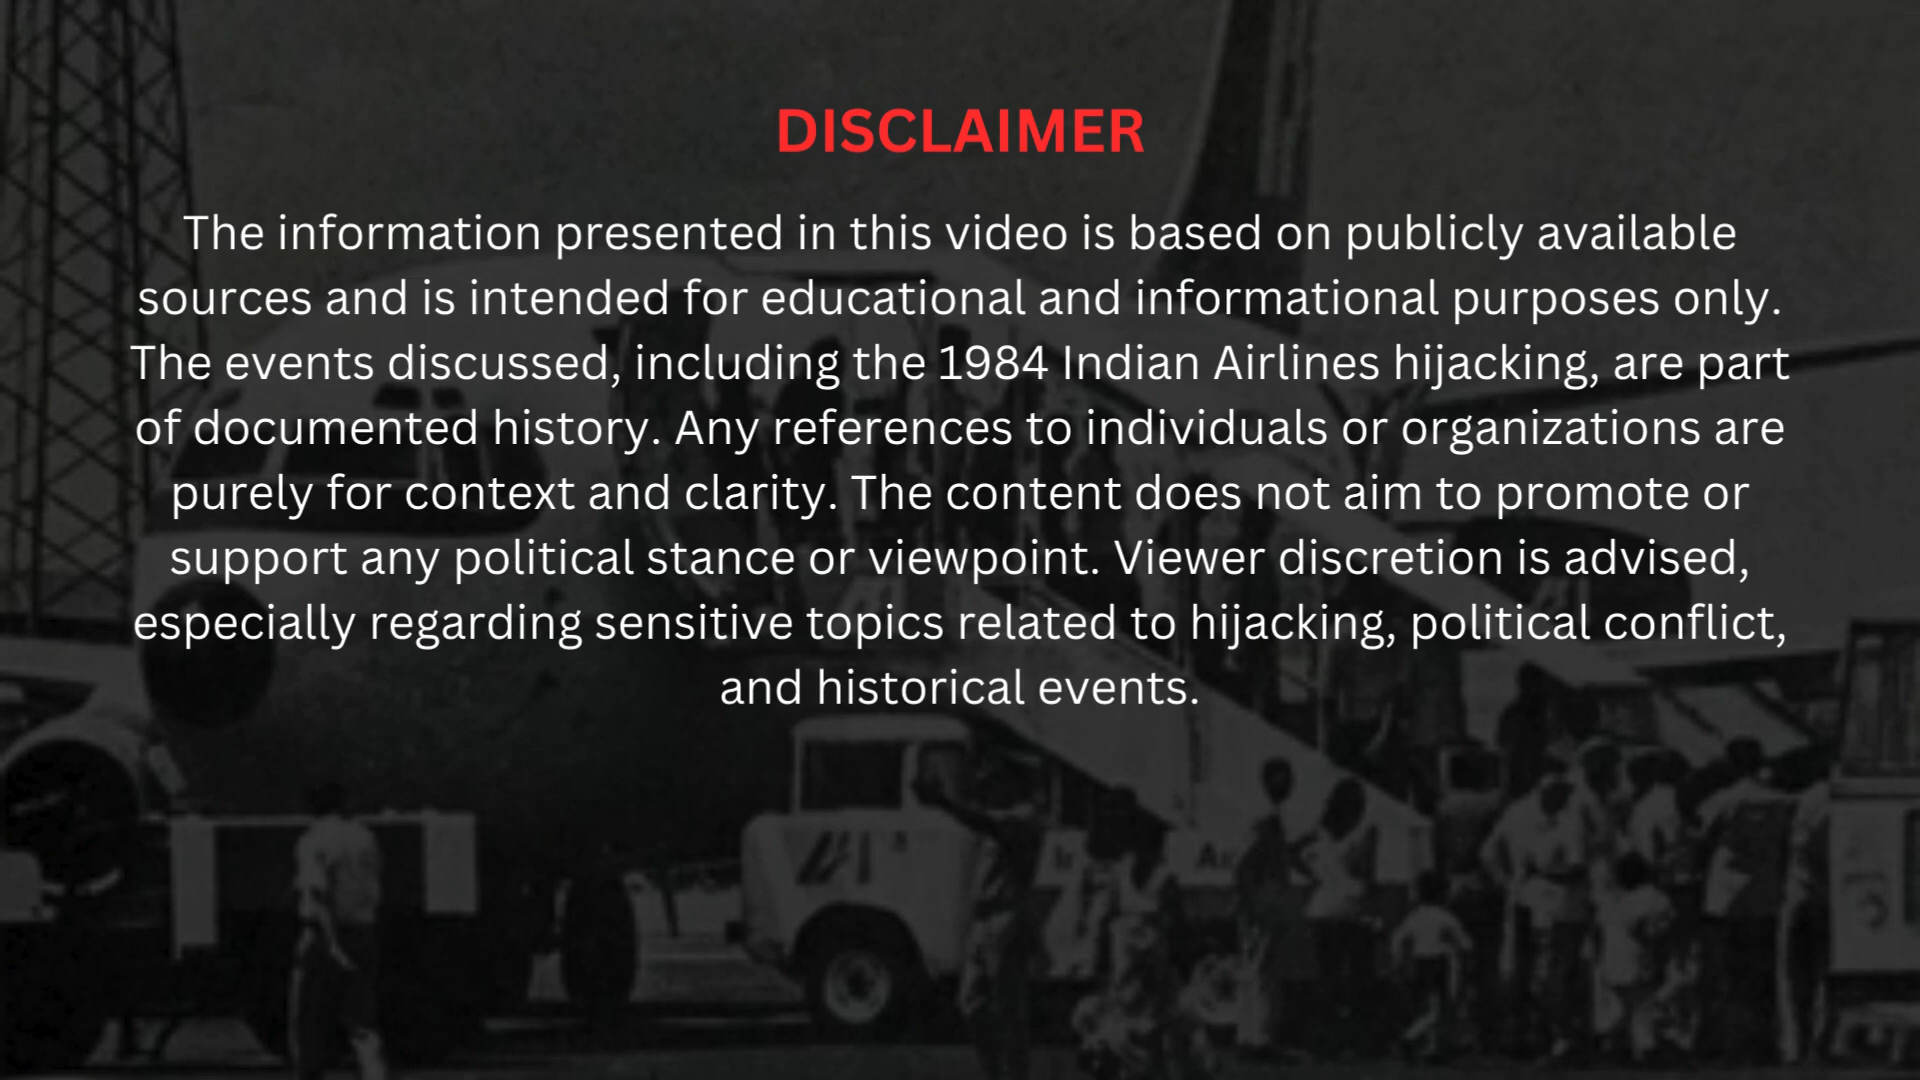 DISCLAIMER
The information presented in this video is based on publicly available
sources and is intended for educational and informational purposes only.
The events discussed, including the 1984 Indian Airlines hijacking, are part
of documented history. Any references to individuals or organizations are
purely for context and clarity. The content does not aim to promote or
support any political stance or viewpoint. Viewer discretion is advised,
especially regarding sensitive topics related to hijacking, political conflict,
and historical events.